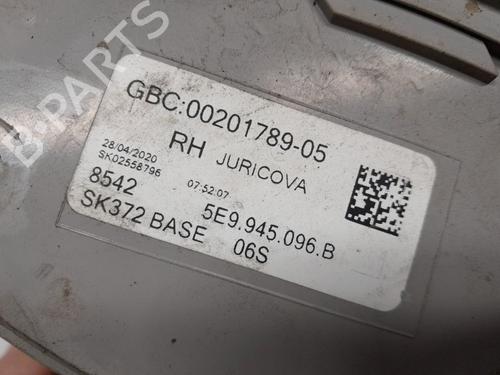 GBC:00201789-05
RH JURICOVA
28/04/2020
SK02558796
07:52:07
8542
5E9.945.096.B
SK372 BASE 06S
B-PARTS